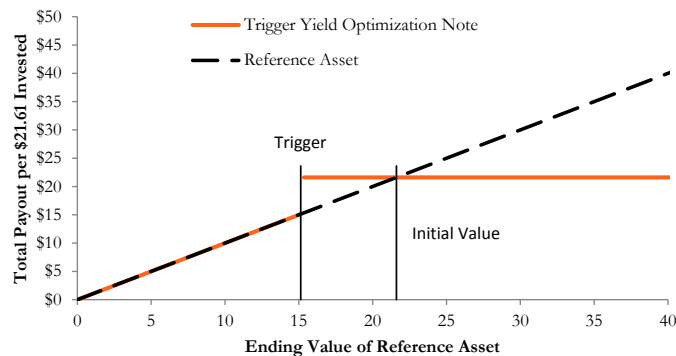 $50
$45
$40
$35
$30
$25
$20
$15
$10
$5
$0
Total Payout per $21.61 Invested
Trigger Yield Optimization Note
Reference Asset
Trigger
Initial Value
0 5 10 15 20 25 30 35 40
Ending Value of Reference Asset